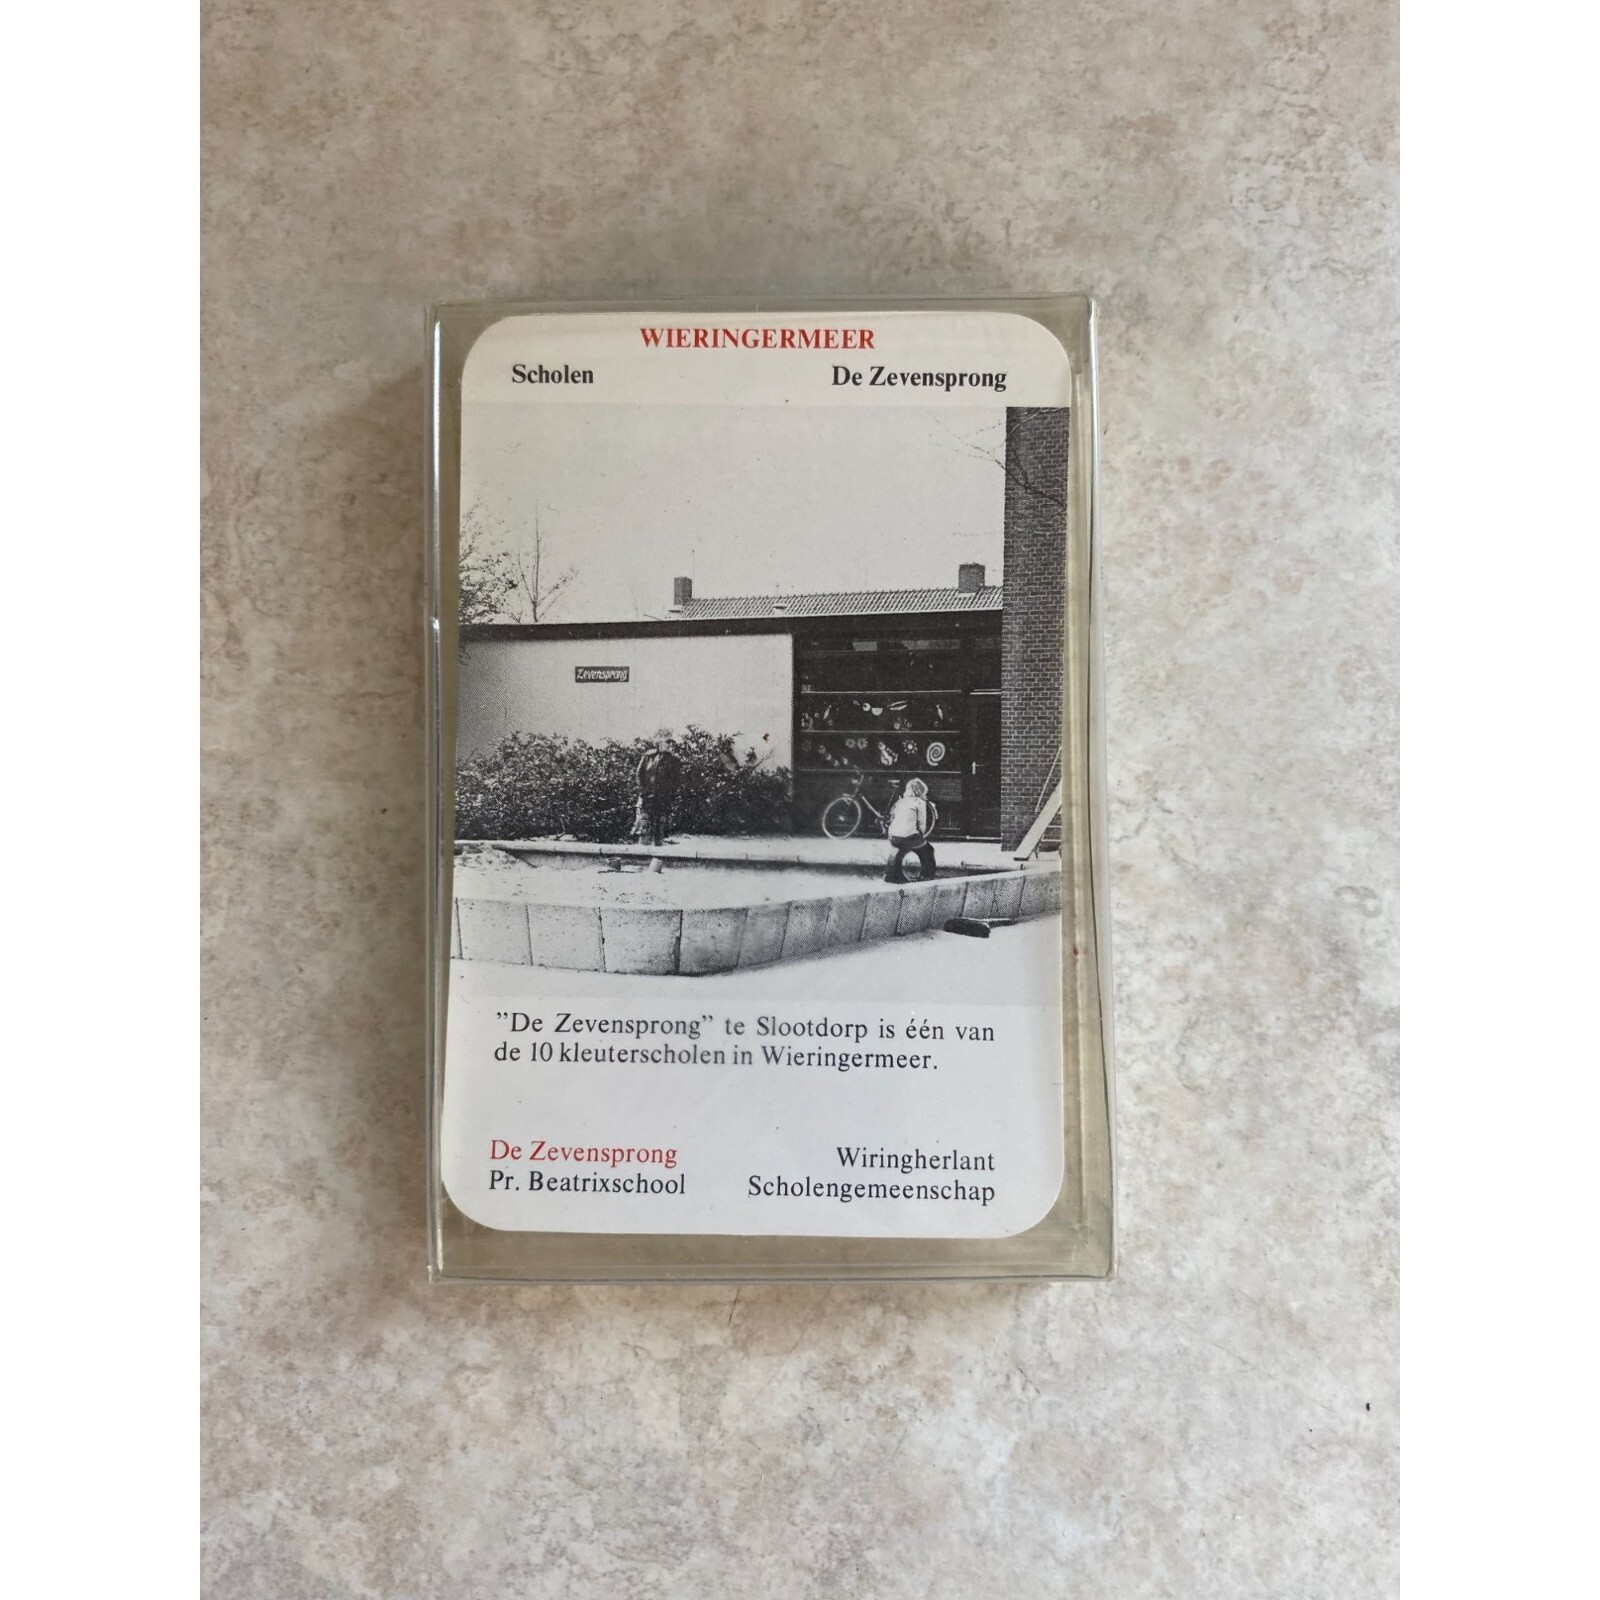 WIERINGERMEER
Scholen De Zevensprong
Zevensprong
"De Zevensprong" te Slootdorp is één van
de 10 kleuterscholen in Wieringermeer.
De Zevensprong Wiringherlant
Pr. Beatrixschool Scholengemeenschap